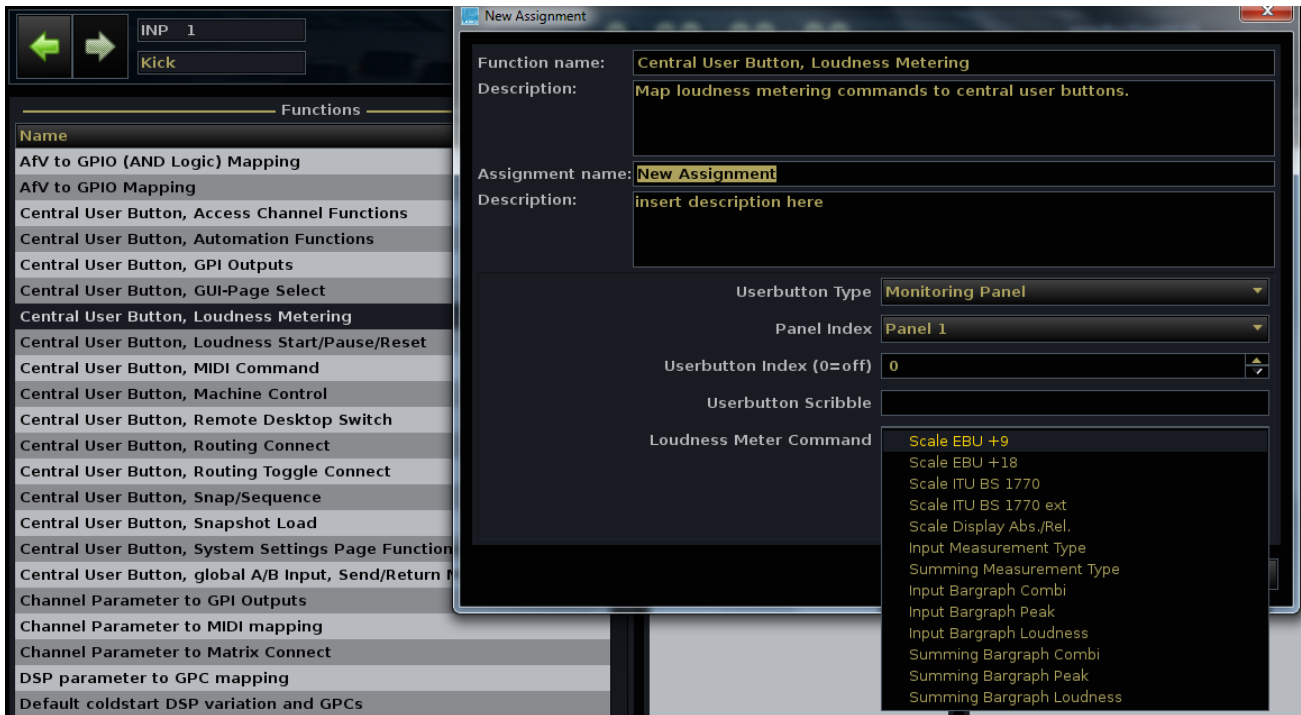 INP 1
Kick
Functions
Name
AfV to GPIO (AND Logic) Mapping
AfV to GPIO Mapping
Central User Button, Access Channel Functions
Central User Button, Automation Functions
Central User Button, GPI Outputs
Central User Button, GUI-Page Select
Central User Button, Loudness Metering
Central User Button, Loudness Start/Pause/Reset
Central User Button, MIDI Command
Central User Button, Machine Control
Central User Button, Remote Desktop Switch
Central User Button, Routing Connect
Central User Button, Routing Toggle Connect
Central User Button, Snap/Sequence
Central User Button, Snapshot Load
Central User Button, System Settings Page Function
Central User Button, global A/B Input, Send/Return
Channel Parameter to GPI Outputs
Channel Parameter to MIDI mapping
Channel Parameter to Matrix Connect
DSP parameter to GPC mapping
Default coldstart DSP variation and GPCs
New Assignment
Function name: Central User Button, Loudness Metering
Description: Map loudness metering commands to central user buttons.
Assignment name: New Assignment
Description: insert description here
Userbutton Type Monitoring Panel
Panel Index Panel 1
Userbutton Index (0=off) 0
Userbutton Scribble
Loudness Meter Command Scale EBU +9
Scale EBU +18
Scale ITU BS 1770
Scale ITU BS 1770 ext
Scale Display Abs./Rel.
Input Measurement Type
Summing Measurement Type
Input Bargraph Combi
Input Bargraph Peak
Input Bargraph Loudness
Summing Bargraph Combi
Summing Bargraph Peak
Summing Bargraph Loudness